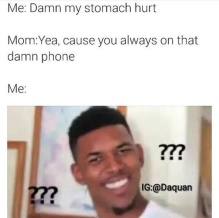 Me: Damn my stomach hurt
Mom:Yea, cause you always on that
damn phone
Me:
???
IG:@Daquan
???